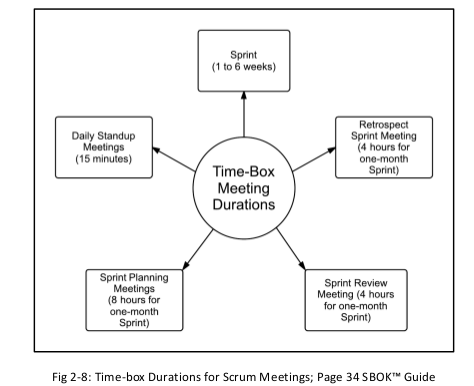 Sprint
(1 to 6 weeks)
Daily Standup
Meetings
(15 minutes)
Retrospect
Sprint Meeting
(4 hours for
one-month
Sprint)
Time-Box
Meeting
Durations
Sprint Planning
Meetings
(8 hours for
one-month
Sprint)
Sprint Review
Meeting (4 hours
for one-month
Sprint)
Fig 2-8: Time-box Durations for Scrum Meetings; Page 34 SBOK™ Guide